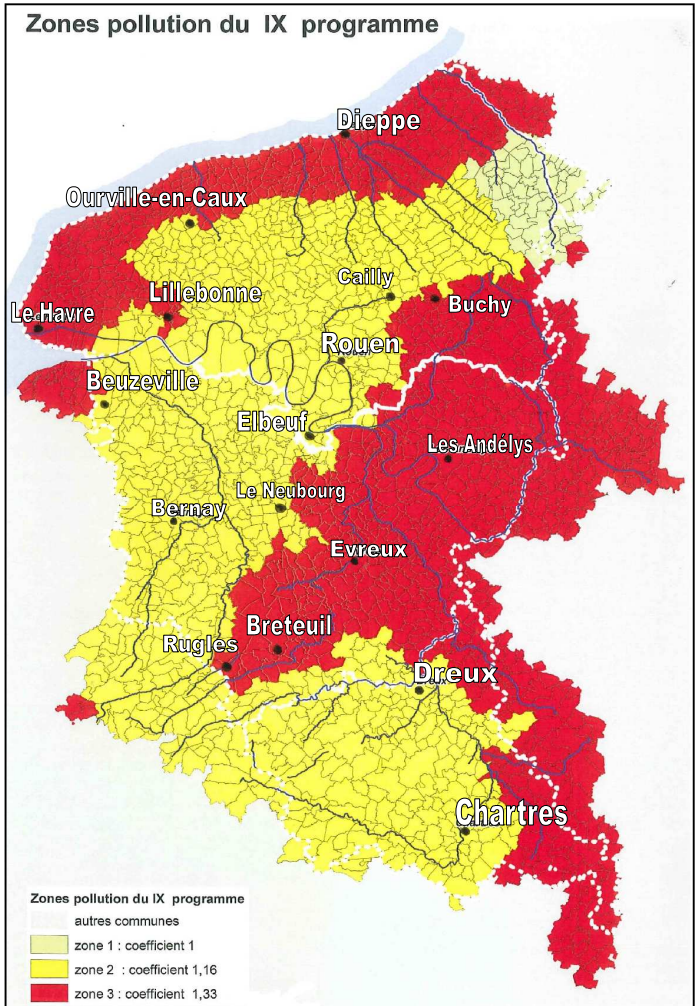 Zones pollution du IX programme
Dieppe
Ourville-en-Caux
Cailly
Lillebonne
Buchy
Le Havre
Rouen
Beuzeville
Elbeuf
Les Andélys
Le Neubourg
Bernay
Evreux
Breteuil
Rugles
Dreux
Chartres
Zones pollution du IX programme
autres communes
zone 1 : coefficient 1
zone 2 : coefficient 1,16
zone 3 : coefficient 1,33